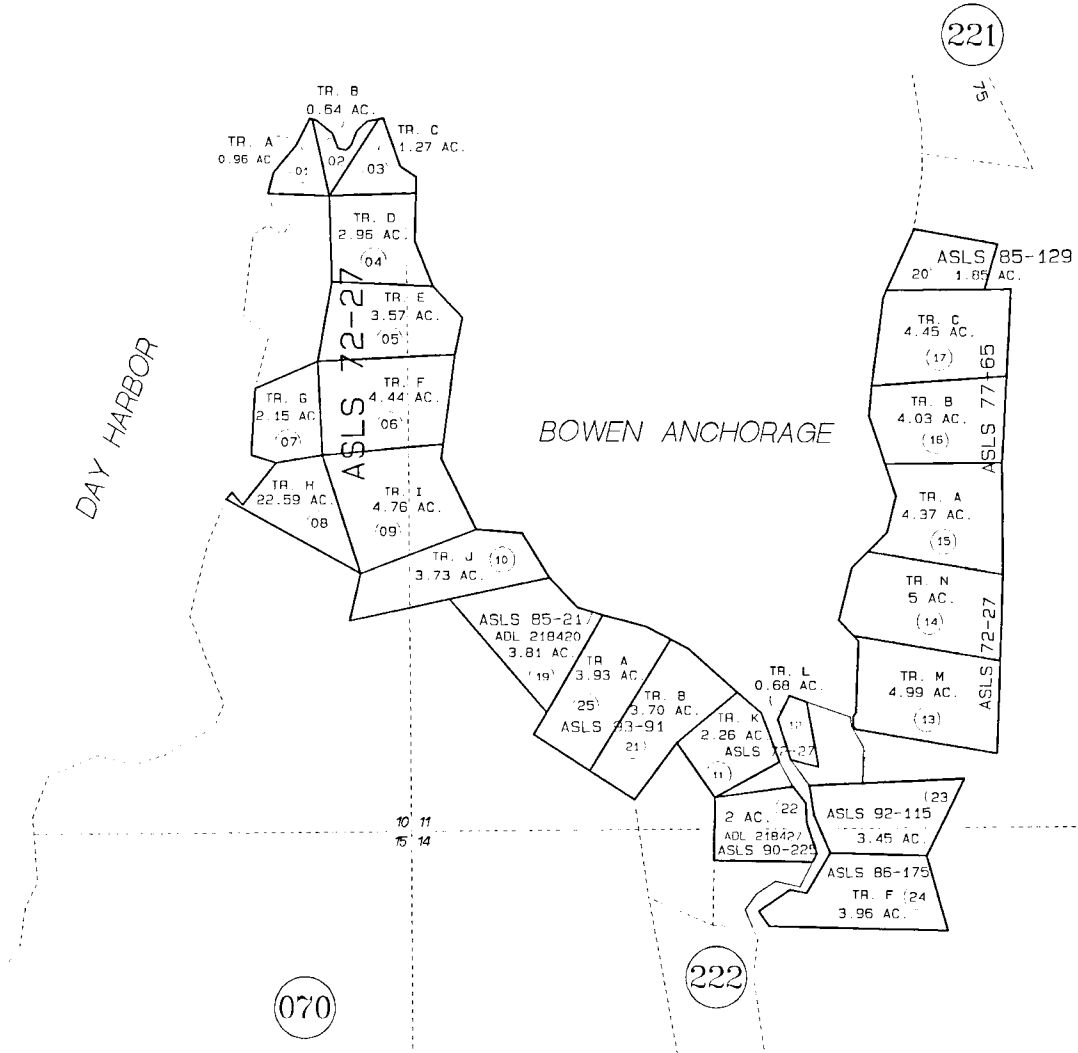 221
75
TR. B
0.64 AC.
TR. A
0.96 AC
TR. C
1.27 AC.
01
02
03
TR. D
2.96 AC.
04
ASLS 72-27
TR. E
3.57 AC.
05
TR. F
4.44 AC.
06
TR. G
2.15 AC
07
TR. H
22.59 AC.
08
TR. I
4.76 AC.
09
TR. J
3.73 AC.
10
DAY HARBOR
BOWEN ANCHORAGE
ASLS 85-129
20
1.85 AC.
TR. C
4.45 AC.
17
ASLS 77-65
TR. B
4.03 AC.
16
TR. A
4.37 AC.
15
TR. N
5 AC.
14
ASLS 72-27
TR. M
4.99 AC.
13
ASLS 85-217
ADL 218420
3.81 AC.
19
TR A
3.93 AC.
25
ASLS 93-91
TR. B
3.70 AC.
21
TR. K
2.26 AC
ASLS 72-27
11
TR. L
0.68 AC.
12
2 AC.
22
ADL 218427
ASLS 90-225
23
ASLS 92-115
3.45 AC.
ASLS 86-175
TR. F
24
3.96 AC.
10 11
15 14
070
222